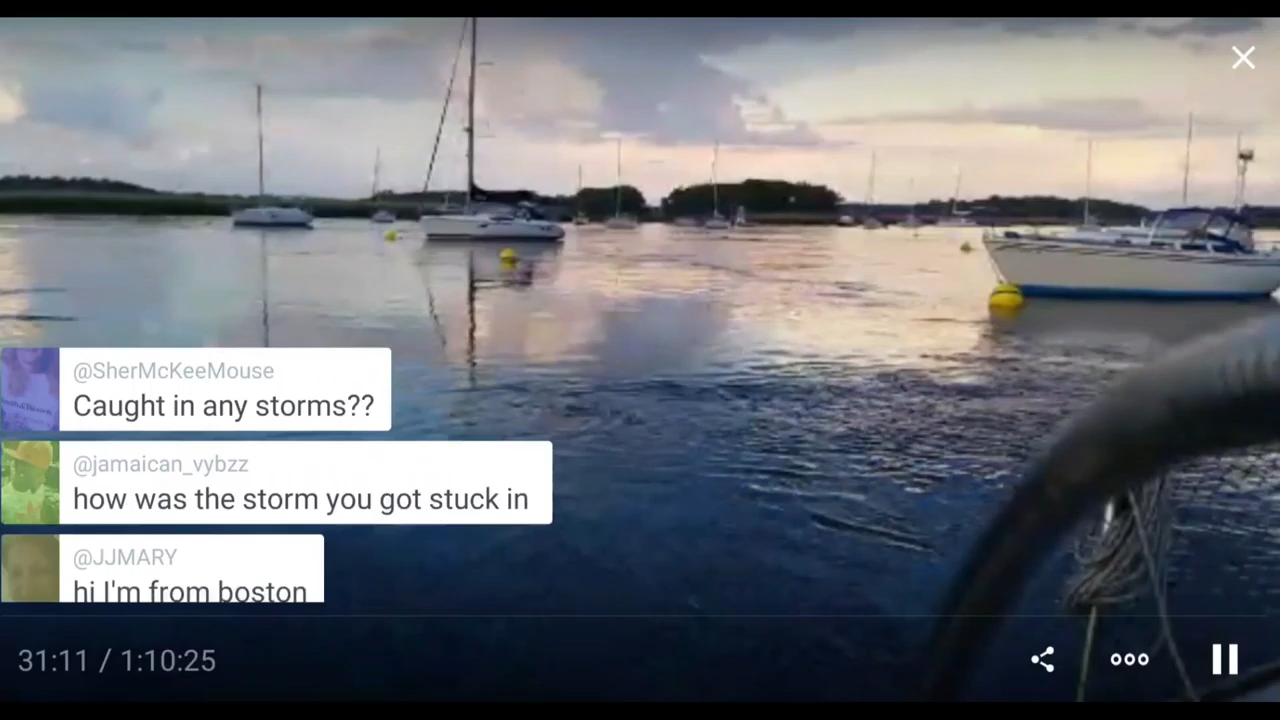 @SherMcKeeMouse
Caught in any storms??
@jamaican_vybzz
how was the storm you got stuck in
@JJMARY
hi I'm from boston
31:11 / 1:10:25